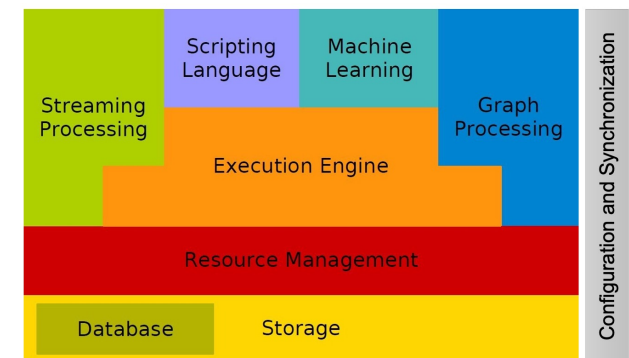 Scripting
Language
Machine
Learning
Streaming
Processing
Graph
Processing
Execution Engine
Resource Management
Database
Storage
Configuration and Synchronization